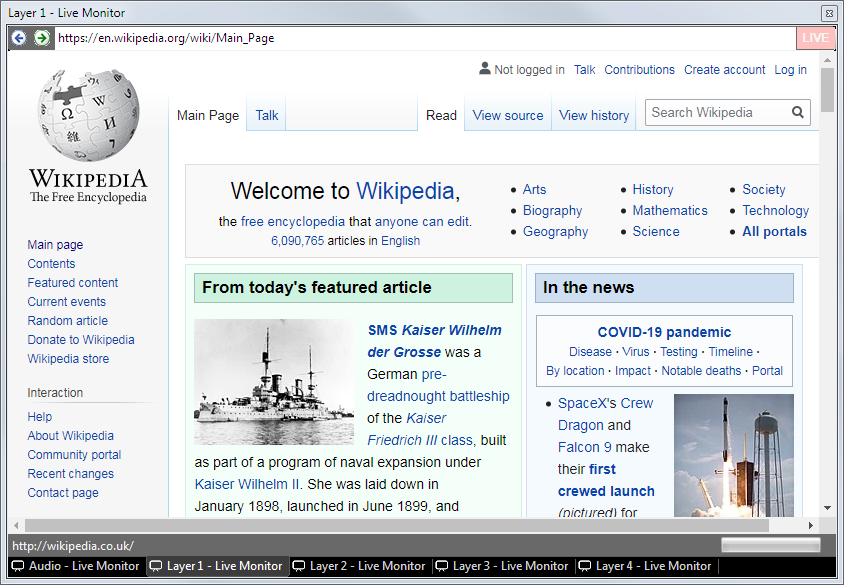 Layer 1 - Live Monitor
https://en.wikipedia.org/wiki/Main_Page
LIVE
Not logged in Talk Contributions Create account Log in
Main Page Talk Read View source View history Search Wikipedia
Ω W И 維 7
WIKIPEDIA
The Free Encyclopedia
Main page
Contents
Featured content
Current events
Random article
Donate to Wikipedia
Wikipedia store
Interaction
Help
About Wikipedia
Community portal
Recent changes
Contact page
Welcome to Wikipedia,
the free encyclopedia that anyone can edit.
6,090,765 articles in English
• Arts
• Biography
• Geography
• History
• Mathematics
• Science
• Society
• Technology
• All portals
From today's featured article
SMS Kaiser Wilhelm
der Grosse was a
German pre-
dreadnought battleship
of the Kaiser
Friedrich III class, built
as part of a program of naval expansion under
Kaiser Wilhelm II. She was laid down in
January 1898, launched in June 1899, and
In the news
COVID-19 pandemic
Disease · Virus · Testing · Timeline ·
By location · Impact · Notable deaths · Portal
• SpaceX's Crew
Dragon and
Falcon 9 make
their first
crewed launch
(pictured) for
http://wikipedia.co.uk/
Audio - Live Monitor Layer 1 - Live Monitor Layer 2 - Live Monitor Layer 3 - Live Monitor Layer 4 - Live Monitor